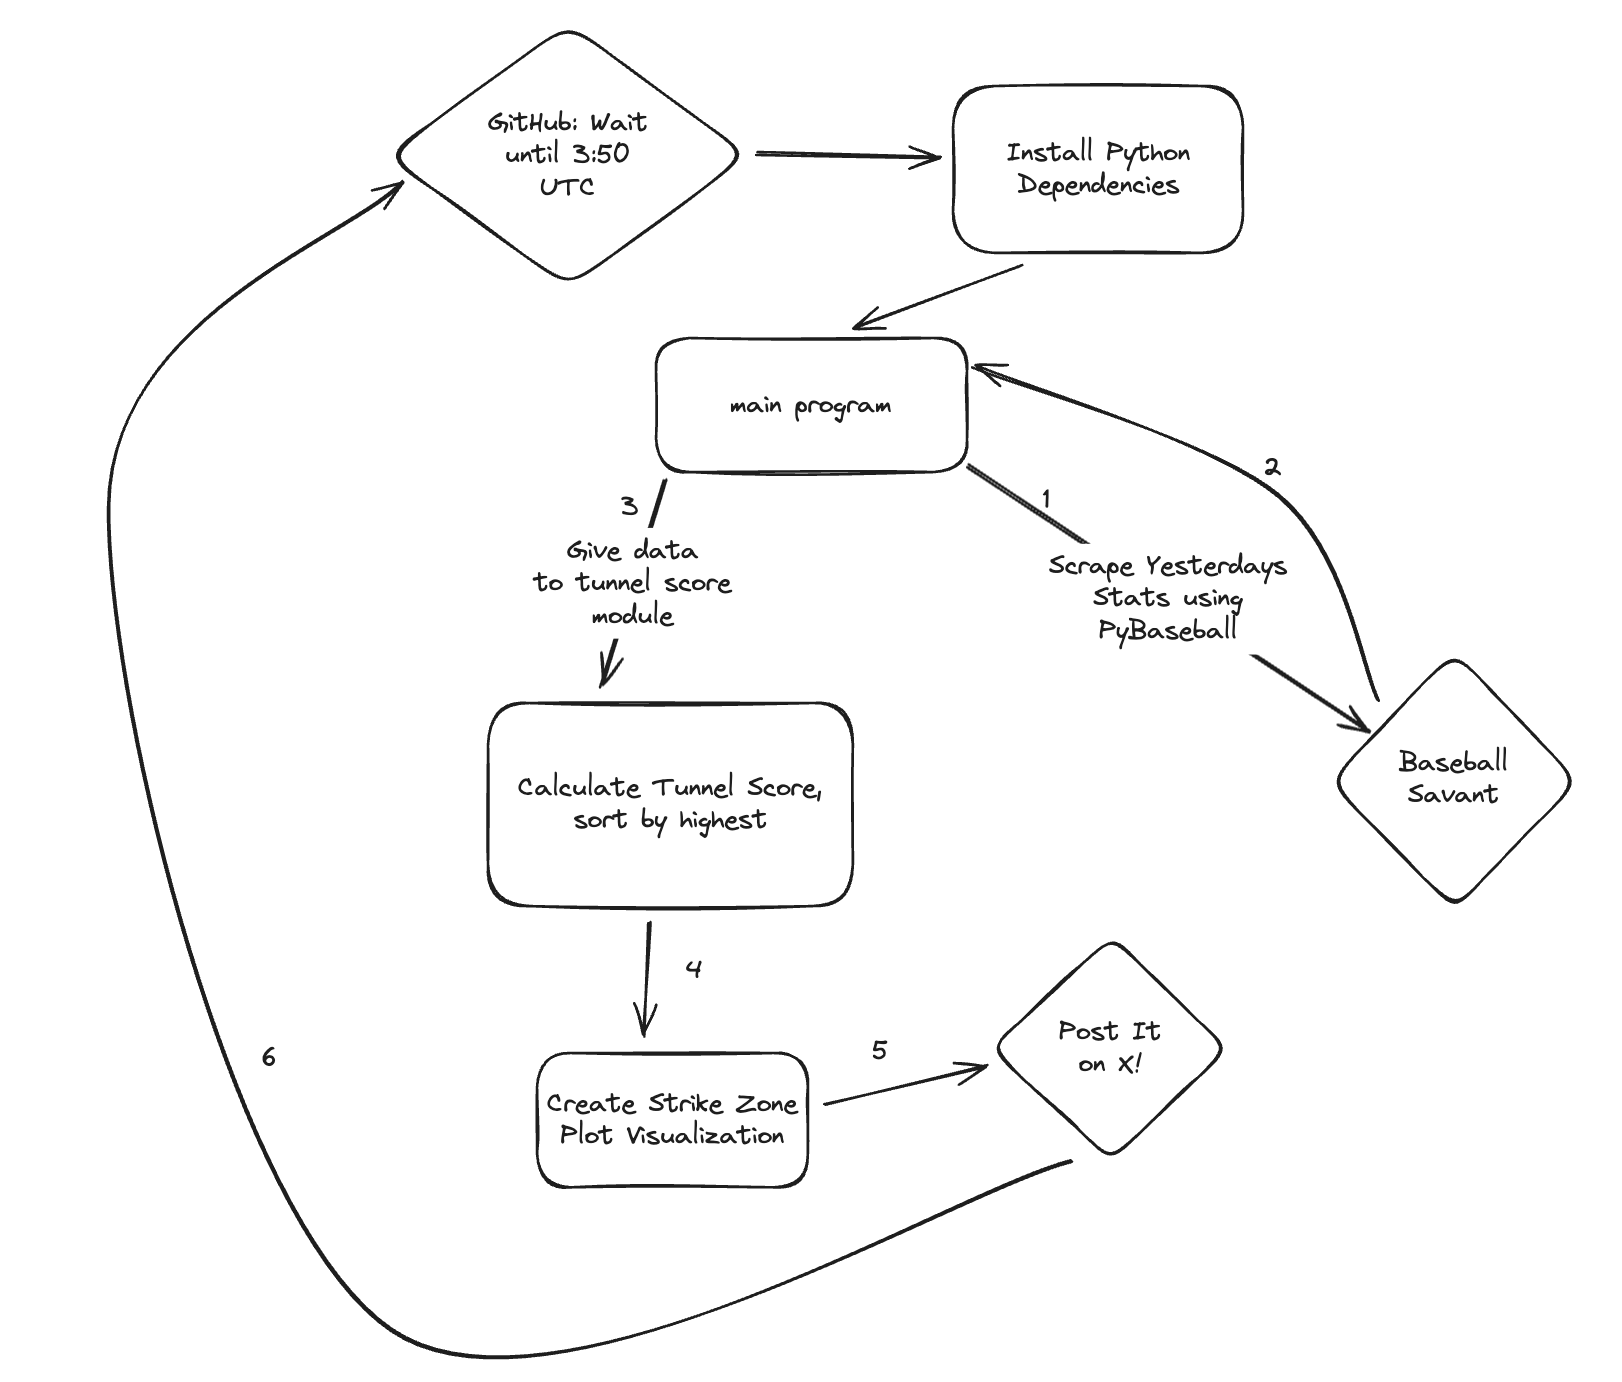 GitHub: Wait
until 3:50
UTC
Install Python
Dependencies
main program
2
1
3
Give data
to tunnel score
module
Scrape Yesterdays
Stats using
PyBaseball
Baseball
Savant
Calculate Tunnel Score,
sort by highest
4
Post It
on X!
5
6
Create Strike Zone
Plot Visualization